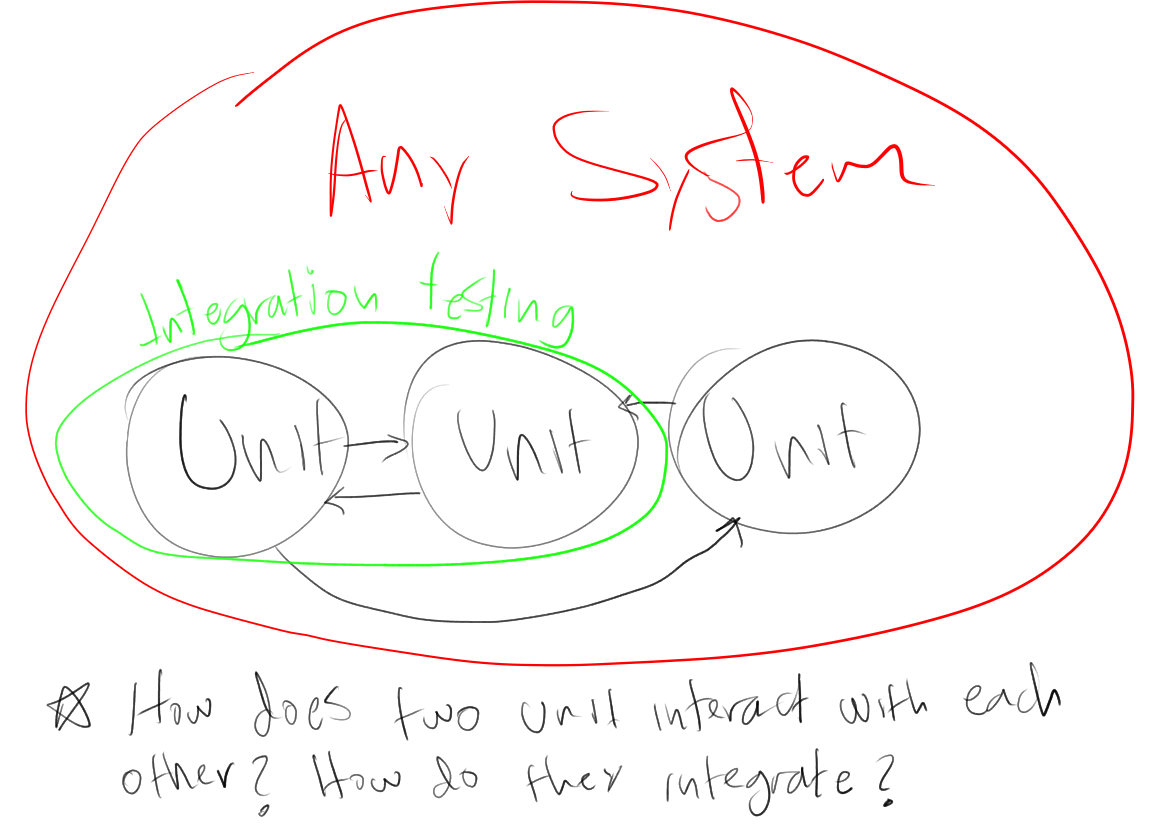 Any System
Integration testing
Unit
Unit
Unit
☆ How does two unit interact with each
other? How do they integrate?